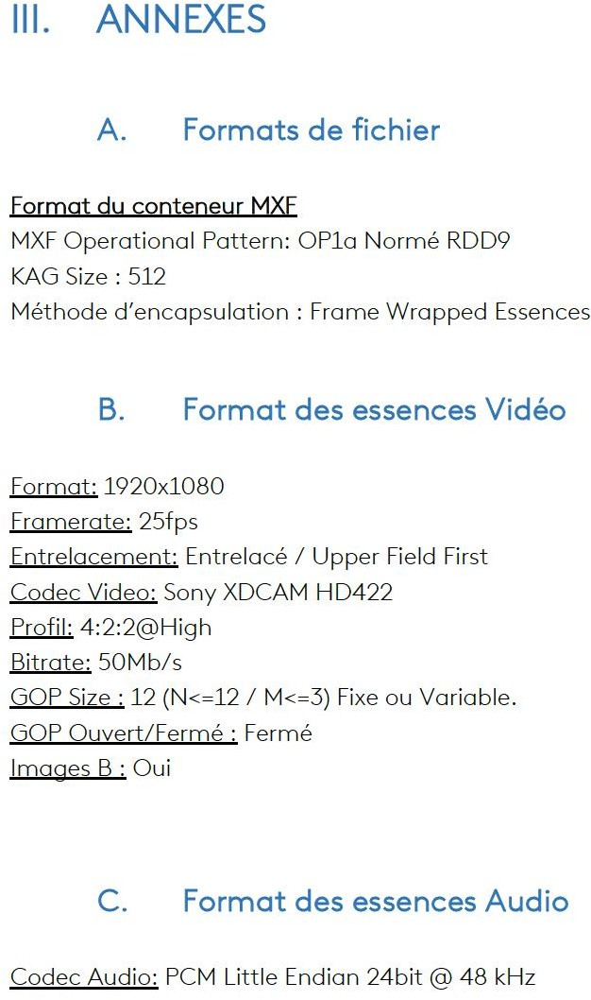 III. ANNEXES
A. Formats de fichier
Format du conteneur MXF
MXF Operational Pattern: OP1a Normé RDD9
KAG Size : 512
Méthode d’encapsulation : Frame Wrapped Essences
B. Format des essences Vidéo
Format: 1920x1080
Framerate: 25fps
Entrelacement: Entrelacé / Upper Field First
Codec Video: Sony XDCAM HD422
Profil: 4:2:2@High
Bitrate: 50Mb/s
GOP Size : 12 (N<=12 / M<=3) Fixe ou Variable.
GOP Ouvert/Fermé : Fermé
Images B : Oui
C. Format des essences Audio
Codec Audio: PCM Little Endian 24bit @ 48 kHz